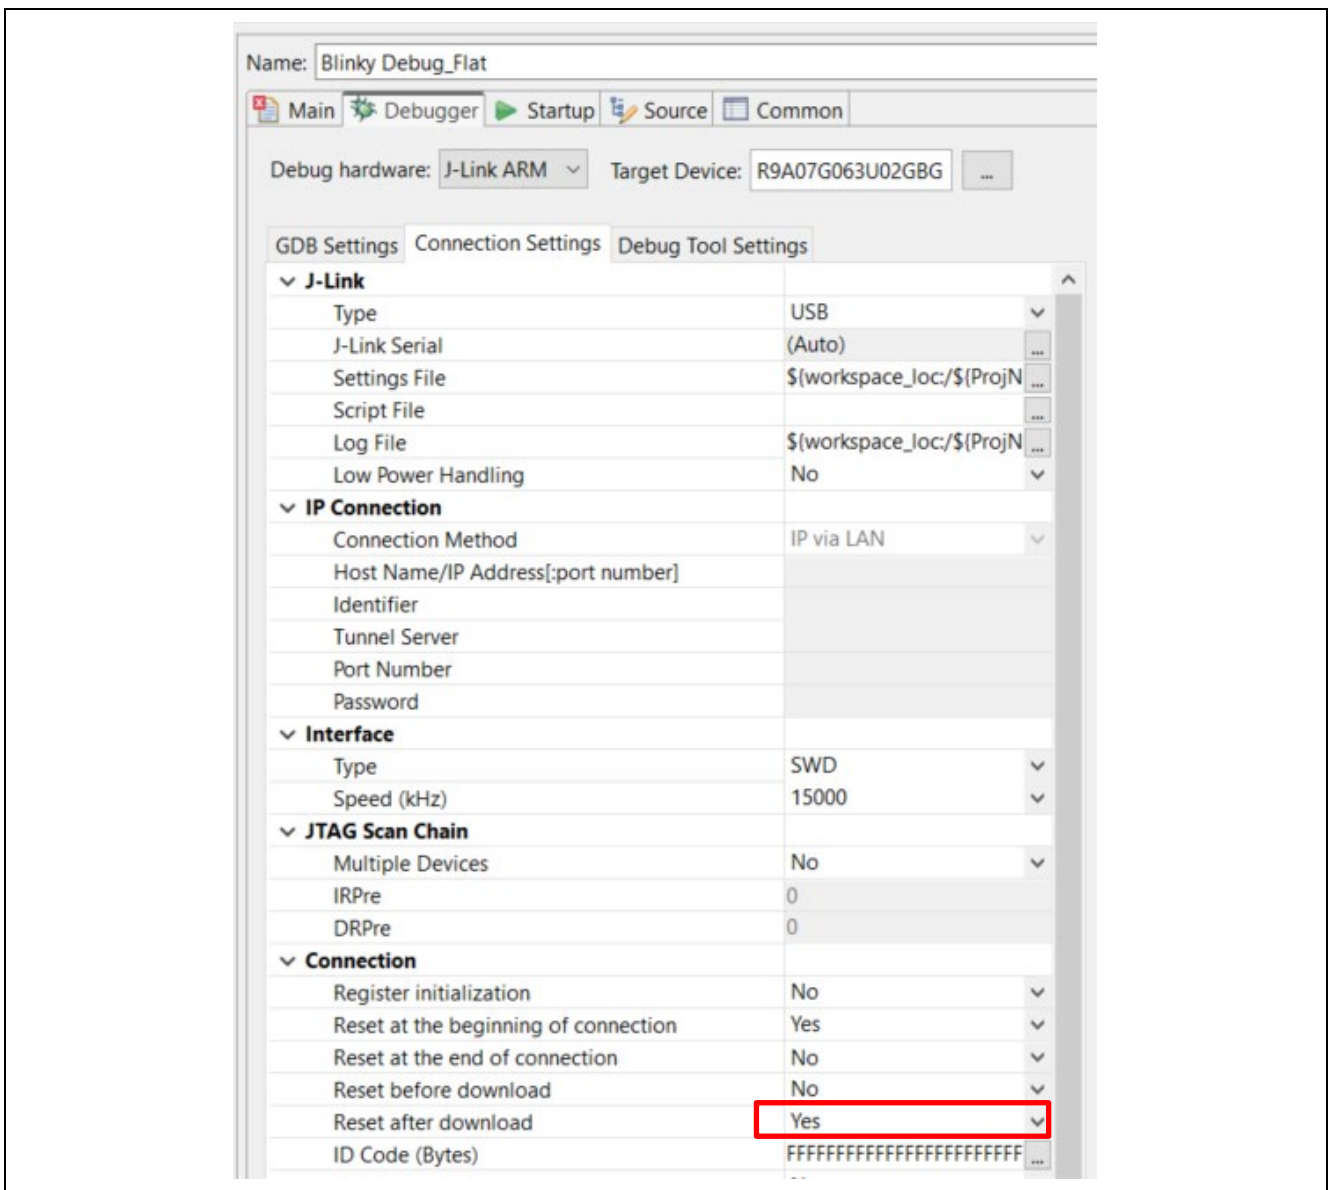 Name: Blinky Debug_Flat
Main Debugger Startup Source Common
Debug hardware: J-Link ARM Target Device: R9A07G063U02GBG ...
GDB Settings Connection Settings Debug Tool Settings
J-Link
Type USB
J-Link Serial (Auto) ...
Settings File ${workspace_loc:/${ProjN ...
Script File ...
Log File ${workspace_loc:/${ProjN ...
Low Power Handling No
IP Connection
Connection Method IP via LAN
Host Name/IP Address[:port number]
Identifier
Tunnel Server
Port Number
Password
Interface
Type SWD
Speed (kHz) 15000
JTAG Scan Chain
Multiple Devices No
IRPre 0
DRPre 0
Connection
Register initialization No
Reset at the beginning of connection Yes
Reset at the end of connection No
Reset before download No
Reset after download Yes
ID Code (Bytes) FFFFFFFFFFFFFFFFFFFFFFFF ...